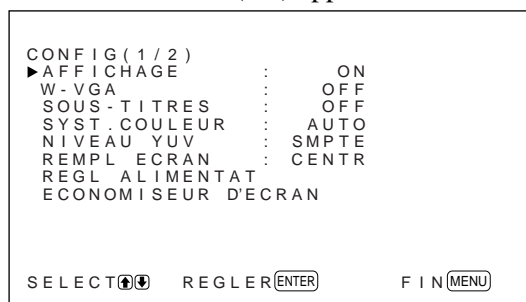 CONFIG(1/2)
▶AFFICHAGE : ON
W-VGA : OFF
SOUS-TITRES : OFF
SYST.COULEUR : AUTO
NIVEAU YUV : SMPTE
REMPL ECRAN : CENTR
REGL ALIMENTAT
ECONOMISEUR D'ECRAN
SELECT REGLER ENTER FIN MENU